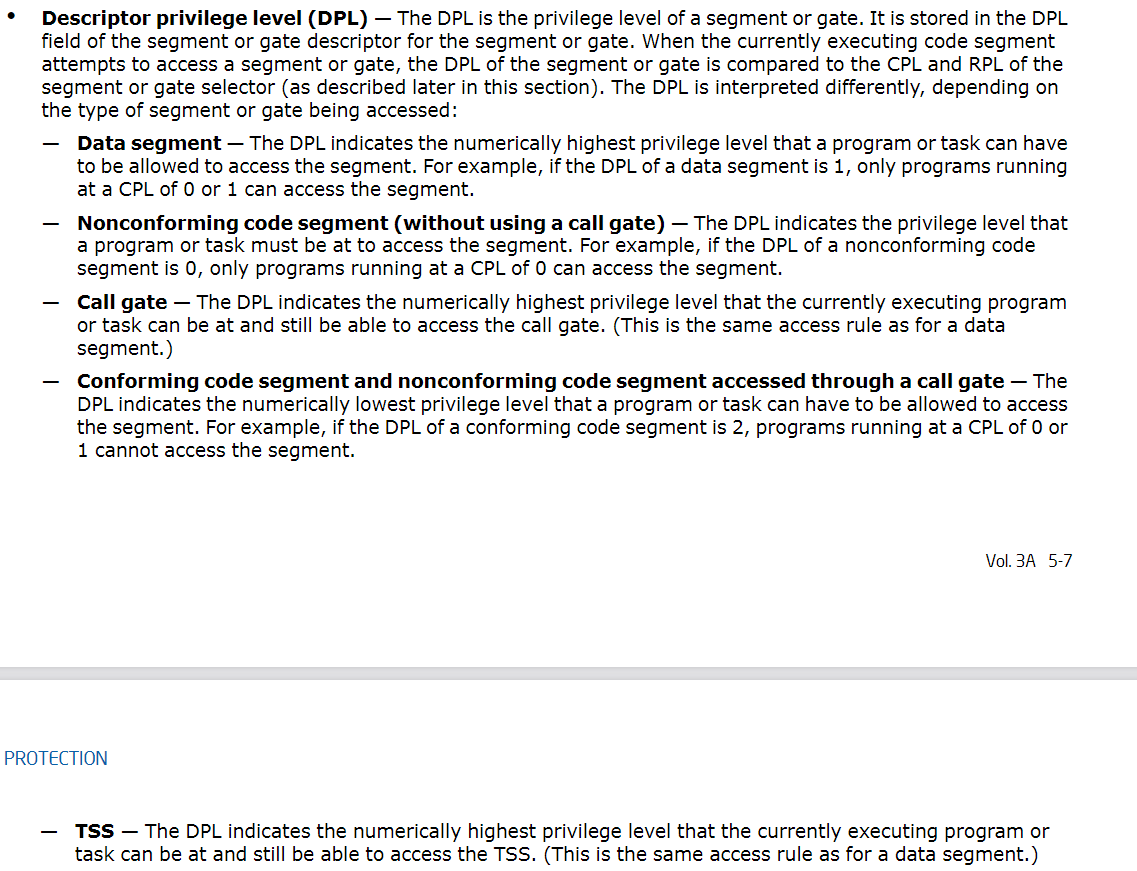 • Descriptor privilege level (DPL) — The DPL is the privilege level of a segment or gate. It is stored in the DPL
field of the segment or gate descriptor for the segment or gate. When the currently executing code segment
attempts to access a segment or gate, the DPL of the segment or gate is compared to the CPL and RPL of the
segment or gate selector (as described later in this section). The DPL is interpreted differently, depending on
the type of segment or gate being accessed:
— Data segment — The DPL indicates the numerically highest privilege level that a program or task can have
to be allowed to access the segment. For example, if the DPL of a data segment is 1, only programs running
at a CPL of 0 or 1 can access the segment.
— Nonconforming code segment (without using a call gate) — The DPL indicates the privilege level that
a program or task must be at to access the segment. For example, if the DPL of a nonconforming code
segment is 0, only programs running at a CPL of 0 can access the segment.
— Call gate — The DPL indicates the numerically highest privilege level that the currently executing program
or task can be at and still be able to access the call gate. (This is the same access rule as for a data
segment.)
— Conforming code segment and nonconforming code segment accessed through a call gate — The
DPL indicates the numerically lowest privilege level that a program or task can have to be allowed to access
the segment. For example, if the DPL of a conforming code segment is 2, programs running at a CPL of 0 or
1 cannot access the segment.
Vol. 3A 5-7
PROTECTION
— TSS — The DPL indicates the numerically highest privilege level that the currently executing program or
task can be at and still be able to access the TSS. (This is the same access rule as for a data segment.)